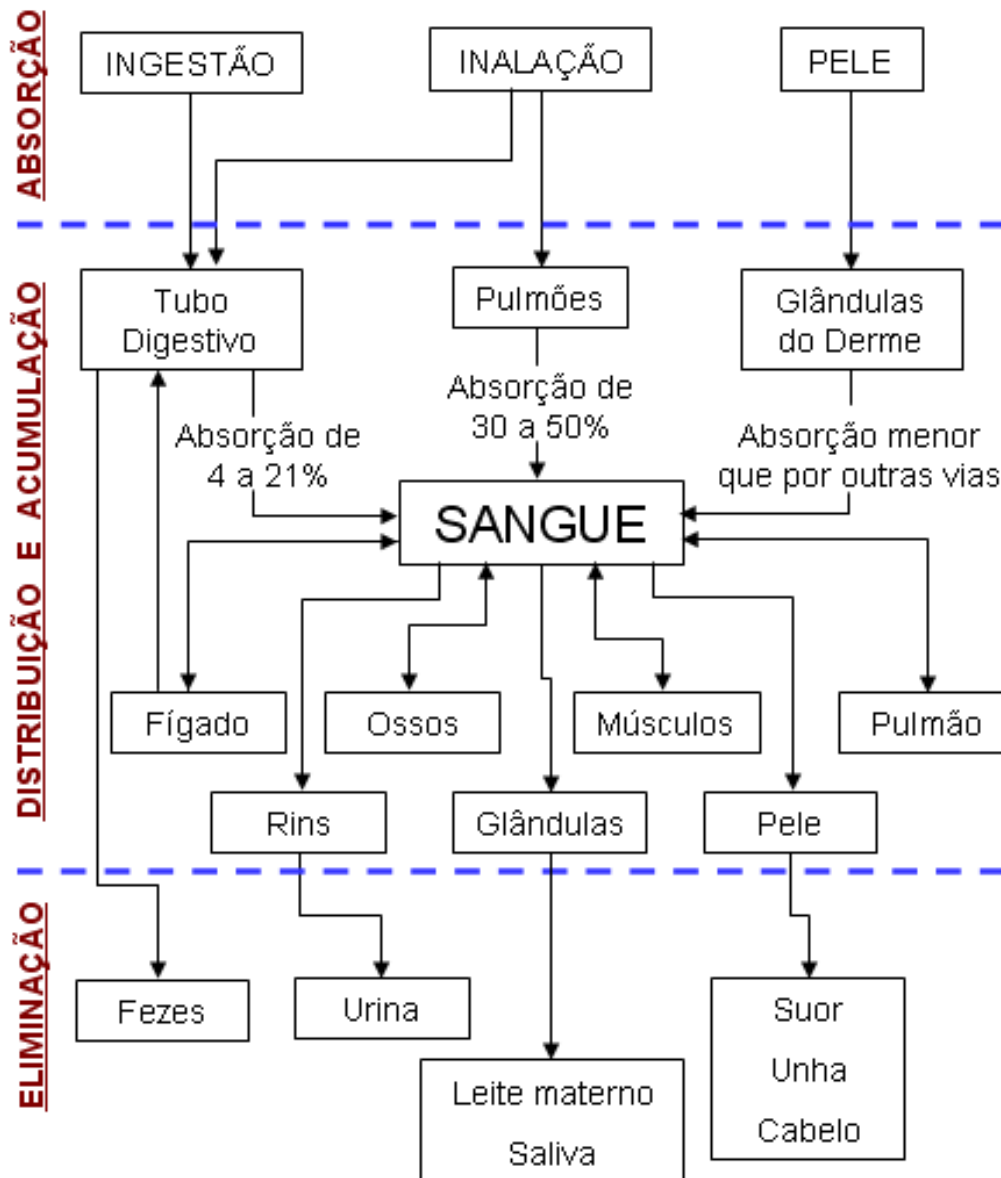 ABSORÇÃO
INGESTÃO
INALAÇÃO
PELE
DISTRIBUIÇÃO E ACUMULAÇÃO
Tubo
Digestivo
Pulmões
Glândulas
do Derme
Absorção de
4 a 21%
Absorção de
30 a 50%
Absorção menor
que por outras vias
SANGUE
Fígado
Ossos
Músculos
Pulmão
Rins
Glândulas
Pele
ELIMINAÇÃO
Fezes
Urina
Leite materno
Saliva
Suor
Unha
Cabelo